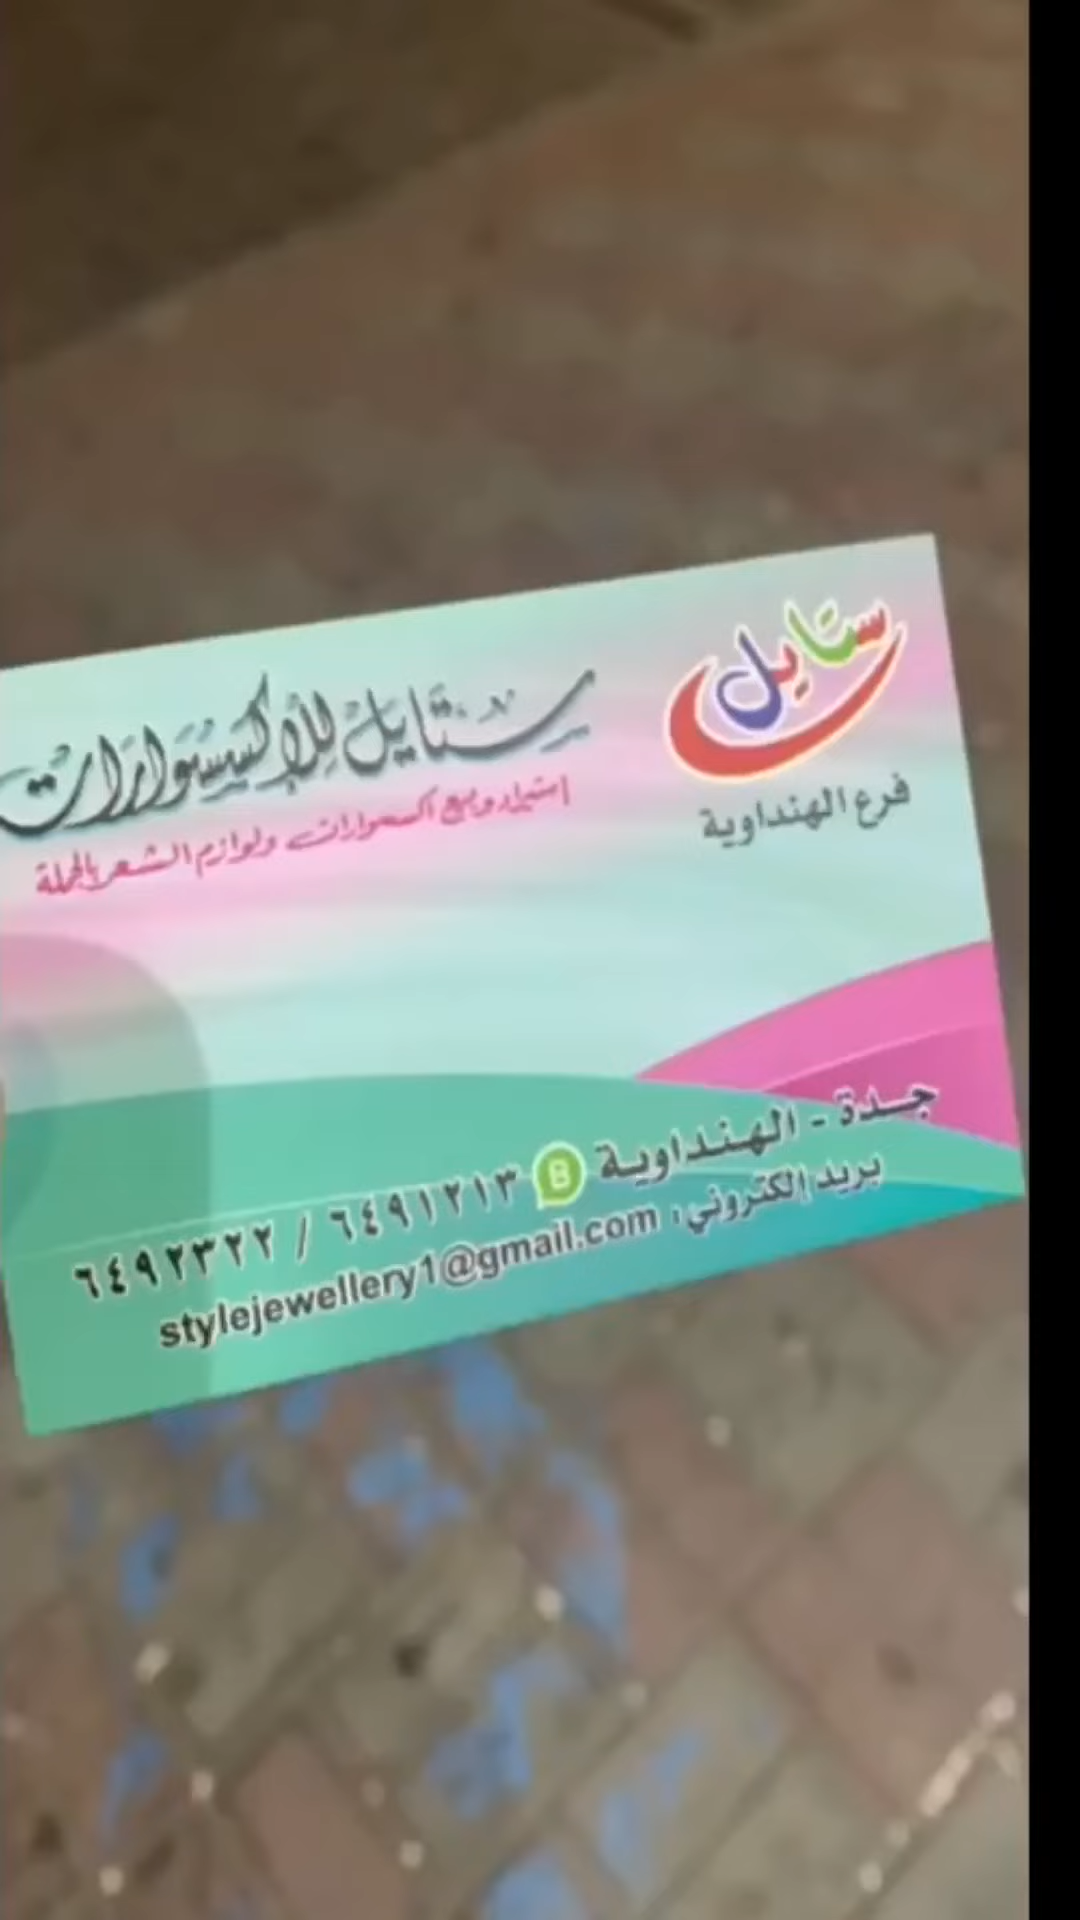 ستايل
فرع الهنداوية
ستايل للإكسسوارات
إستيراد وبيع اكسسوارات ولوازم الشعر بالجملة
جدة - الهنداوية B ٦٤٩١٢١٣ / ٦٤٩٢٣٢٢
بريد إلكتروني: stylejewellery1@gmail.com